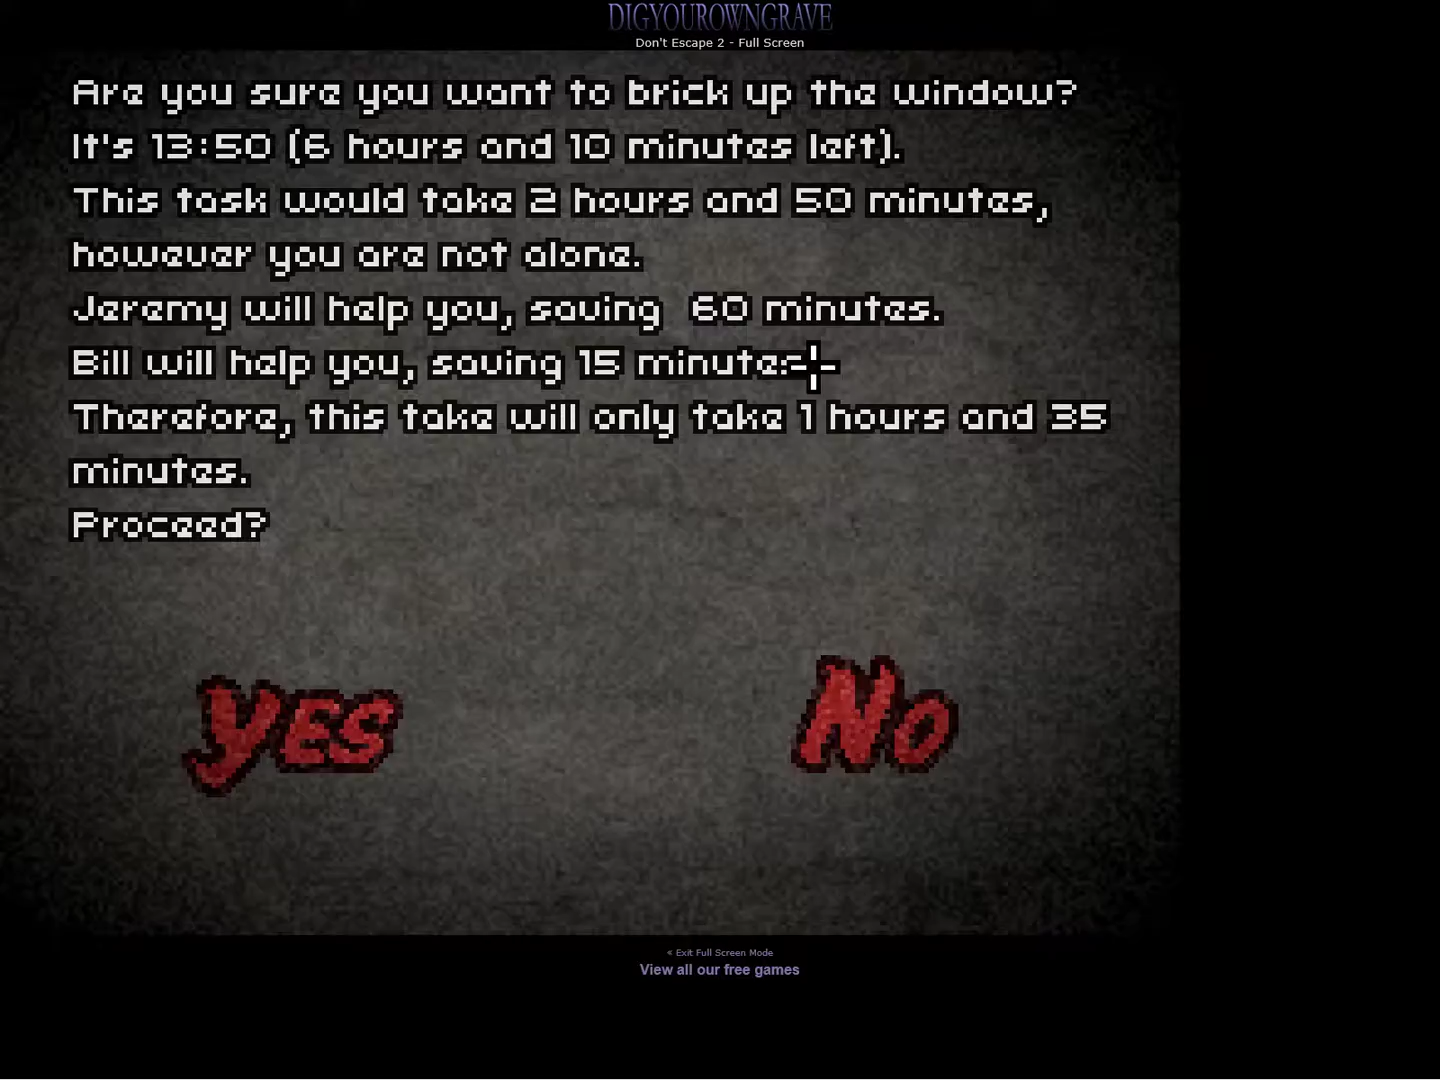 DIGYOUROWNGRAVE
Don't Escape 2 - Full Screen
Are you sure you want to brick up the window?
It's 13:50 (6 hours and 10 minutes left).
This task would take 2 hours and 50 minutes,
however you are not alone.
Jeremy will help you, saving 60 minutes.
Bill will help you, saving 15 minutes
Therefore, this take will only take 1 hours and 35
minutes.
Proceed?
Yes No
« Exit Full Screen Mode
View all our free games